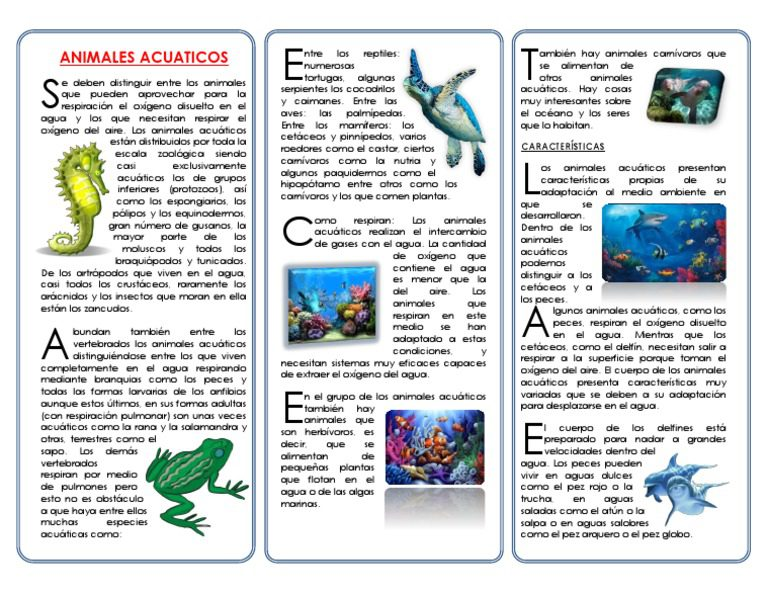 ANIMALES ACUATICOS
Se deben distinguir entre los animales
que pueden aprovechar para la
respiración el oxígeno disuelto en el
agua y los que necesitan respirar el
oxígeno del aire. Los animales acuáticos
están distribuidos por toda la
escala zoológica siendo
casi exclusivamente
acuáticos los de grupos
inferiores (protozoos), así
como los espongiarios, los
pólipos y los equinodermos,
gran número de gusanos, la
mayor parte de los
moluscos y todos los
braquiápodos y tunicados.
De los artrópodos que viven en el agua,
casi todos los crustáceos, raramente los
arácnidos y los insectos que moran en ella
están los zancudos.
Abundan también entre los
vertebrados los animales acuáticos
distinguiéndose entre los que viven
completamente en el agua respirando
mediante branquias como los peces y
todas las formas larvarias de los anfibios
aunque estos últimos, en sus formas adultas
(con respiración pulmonar) son unas veces
acuáticos como la rana y la salamandra y
otras, terrestres como el
sapo. Los demás
vertebrados
respiran por medio
de pulmones pero
esto no es obstáculo
a que haya entre ellos
muchas especies
acuáticas como:
Entre los reptiles:
numerosas
tortugas, algunas
serpientes los cocodrilos
y caimanes. Entre las
aves: las palmípedas.
Entre los mamíferos: los
cetáceos y pinnípedos, varios
roedores como el castor, ciertos
carnívoros como la nutria y
algunos paquidermos como el
hipopótamo entre otros como los
carnívoros y los que comen plantas.
Como respiran: Los animales
acuáticos realizan el intercambio
de gases con el agua. La cantidad
de oxígeno que
contiene el agua
es menor que la
del aire. Los
animales que
respiran en este
medio se han
adaptado a estas
condiciones, y
necesitan sistemas muy eficaces capaces
de extraer el oxígeno del agua.
En el grupo de los animales acuáticos
también hay
animales que
son herbívoros, es
decir, que se
alimentan de
pequeñas plantas
que flotan en el
agua o de las algas
marinas.
También hay animales carnívoros que
se alimentan de
otros animales
acuáticos. Hay cosas
muy interesantes sobre
el océano y los seres
que lo habitan.
CARACTERÍSTICAS
Los animales acuáticos presentan
características propias de su
adaptación al medio ambiente en
que se
desarrollaron.
Dentro de los
animales
acuáticos
podemos
distinguir a los
cetáceos y a
los peces.
Algunos animales acuáticos, como los
peces, respiran el oxígeno disuelto
en el agua. Mientras que los
cetáceos, como el delfín, necesitan salir a
respirar a la superficie porque toman el
oxígeno del aire. El cuerpo de los animales
acuáticos presenta características muy
variadas que se deben a su adaptación
para desplazarse en el agua.
El cuerpo de los delfines está
preparado para nadar a grandes
velocidades dentro del
agua. Los peces pueden
vivir en aguas dulces
como el pez rojo o la
trucha, en aguas
saladas como el atún o la
salpa o en aguas salobres
como el pez arquero o el pez globo.